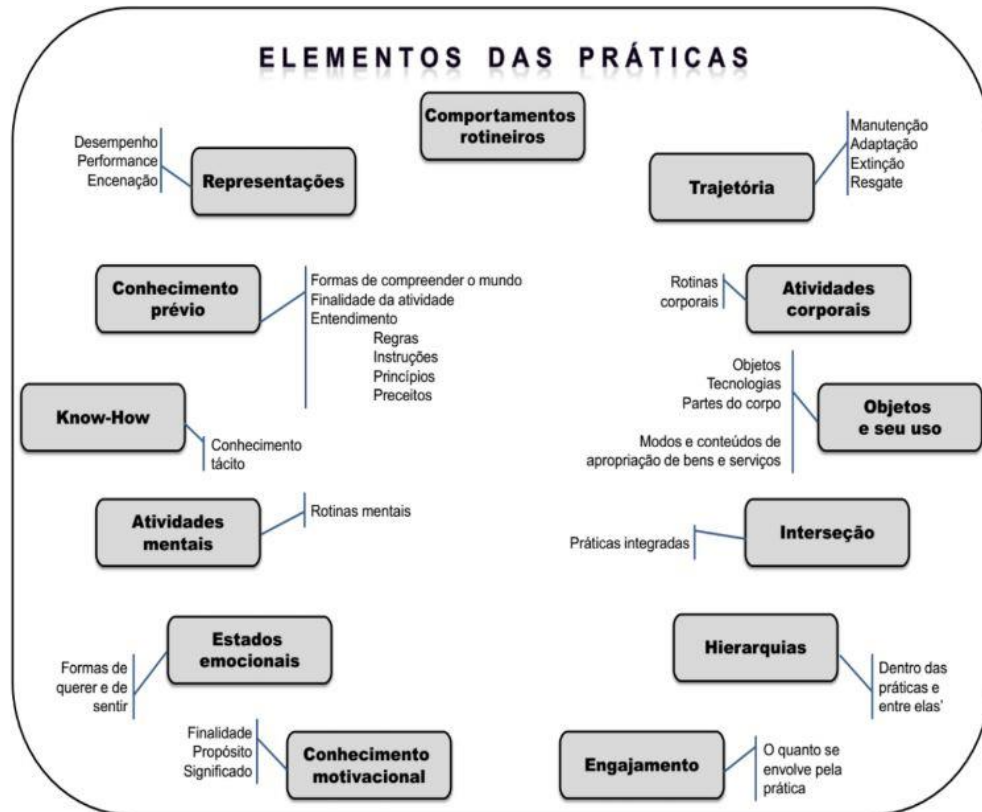 ELEMENTOS DAS PRÁTICAS
Comportamentos
rotineiros
Desempenho
Performance
Encenação
Representações
Trajetória
Manutenção
Adaptação
Extinção
Resgate
Conhecimento
prévio
Formas de compreender o mundo
Finalidade da atividade
Entendimento
Regras
Instruções
Princípios
Preceitos
Rotinas
corporais
Atividades
corporais
Know-How
Conhecimento
tácito
Objetos
Tecnologias
Partes do corpo
Modos e conteúdos de
apropriação de bens e serviços
Objetos
e seu uso
Atividades
mentais
Rotinas mentais
Práticas integradas
Interseção
Estados
emocionais
Formas de
querer e de
sentir
Hierarquias
Dentro das
práticas e
entre elas'
Finalidade
Propósito
Significado
Conhecimento
motivacional
Engajamento
O quanto se
envolve pela
prática